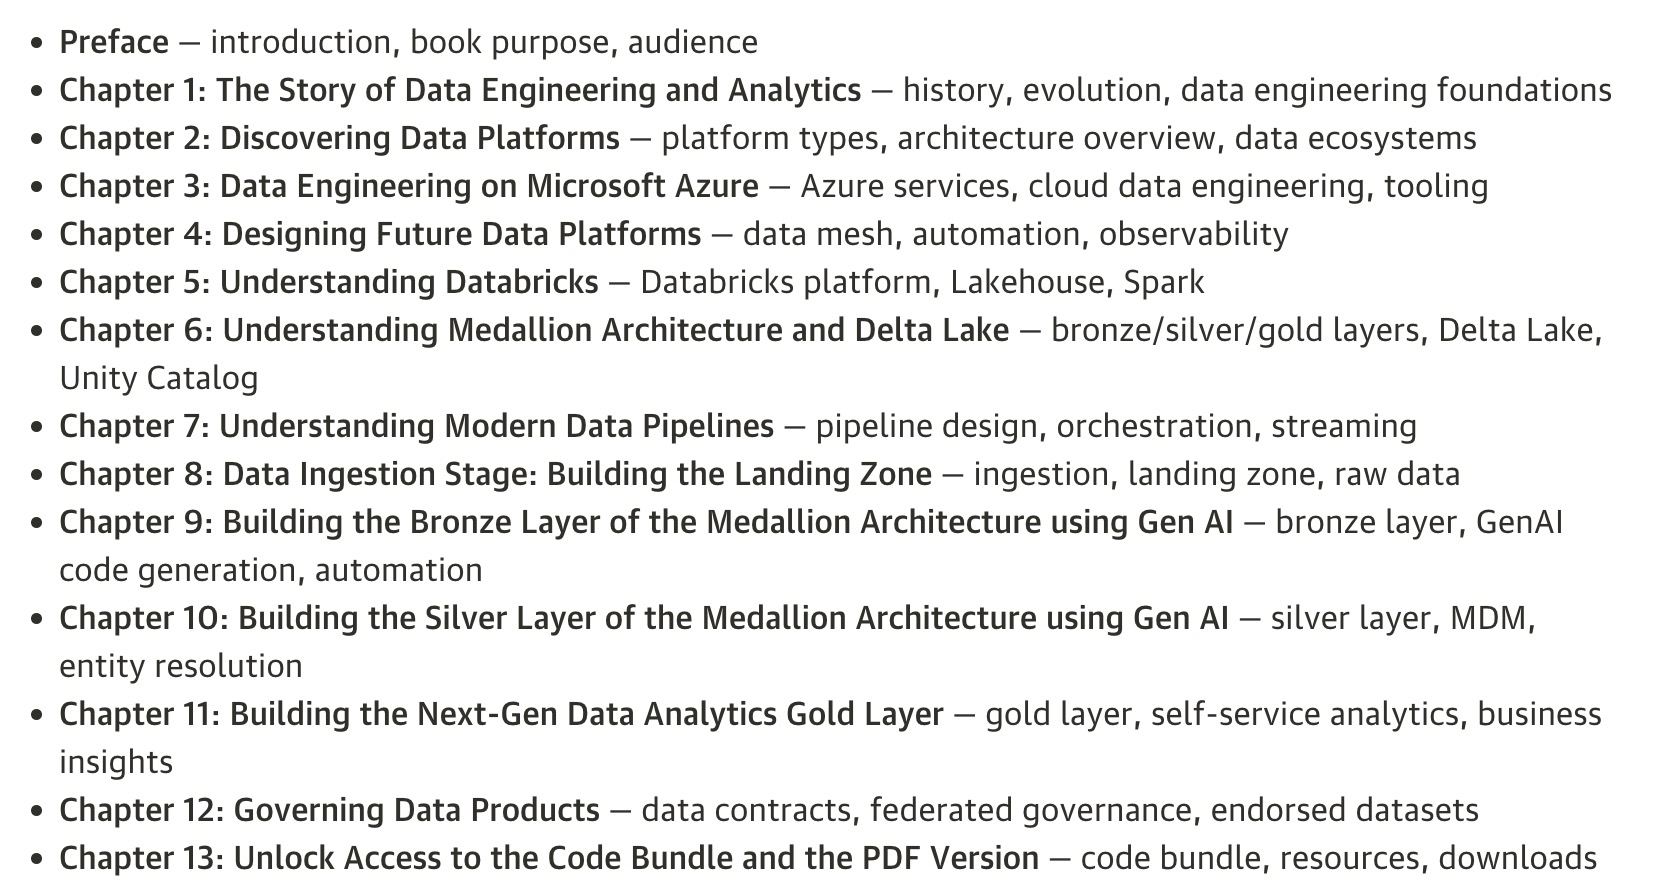 • Preface — introduction, book purpose, audience
• Chapter 1: The Story of Data Engineering and Analytics — history, evolution, data engineering foundations
• Chapter 2: Discovering Data Platforms — platform types, architecture overview, data ecosystems
• Chapter 3: Data Engineering on Microsoft Azure — Azure services, cloud data engineering, tooling
• Chapter 4: Designing Future Data Platforms — data mesh, automation, observability
• Chapter 5: Understanding Databricks — Databricks platform, Lakehouse, Spark
• Chapter 6: Understanding Medallion Architecture and Delta Lake — bronze/silver/gold layers, Delta Lake,
Unity Catalog
• Chapter 7: Understanding Modern Data Pipelines — pipeline design, orchestration, streaming
• Chapter 8: Data Ingestion Stage: Building the Landing Zone — ingestion, landing zone, raw data
• Chapter 9: Building the Bronze Layer of the Medallion Architecture using Gen AI — bronze layer, GenAI
code generation, automation
• Chapter 10: Building the Silver Layer of the Medallion Architecture using Gen AI — silver layer, MDM,
entity resolution
• Chapter 11: Building the Next-Gen Data Analytics Gold Layer — gold layer, self-service analytics, business
insights
• Chapter 12: Governing Data Products — data contracts, federated governance, endorsed datasets
• Chapter 13: Unlock Access to the Code Bundle and the PDF Version — code bundle, resources, downloads